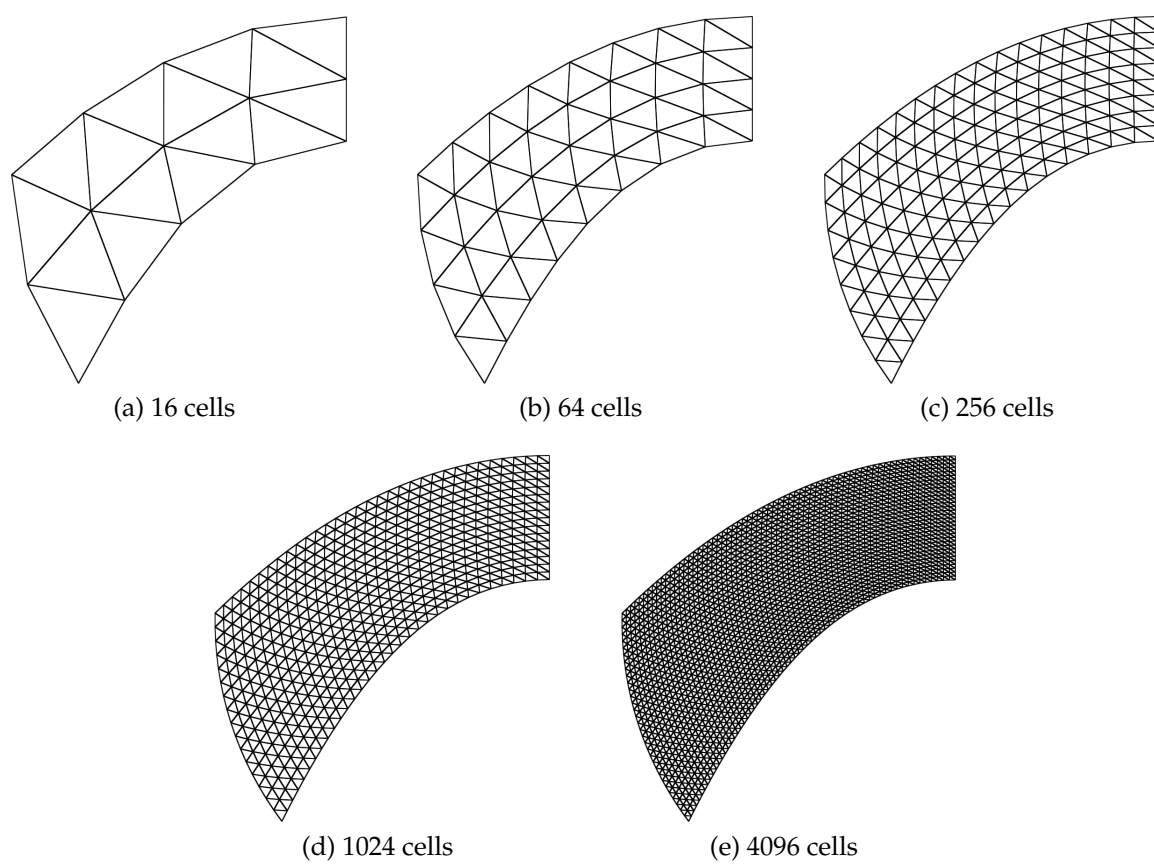 (a) 16 cells
(b) 64 cells
(c) 256 cells
(d) 1024 cells
(e) 4096 cells